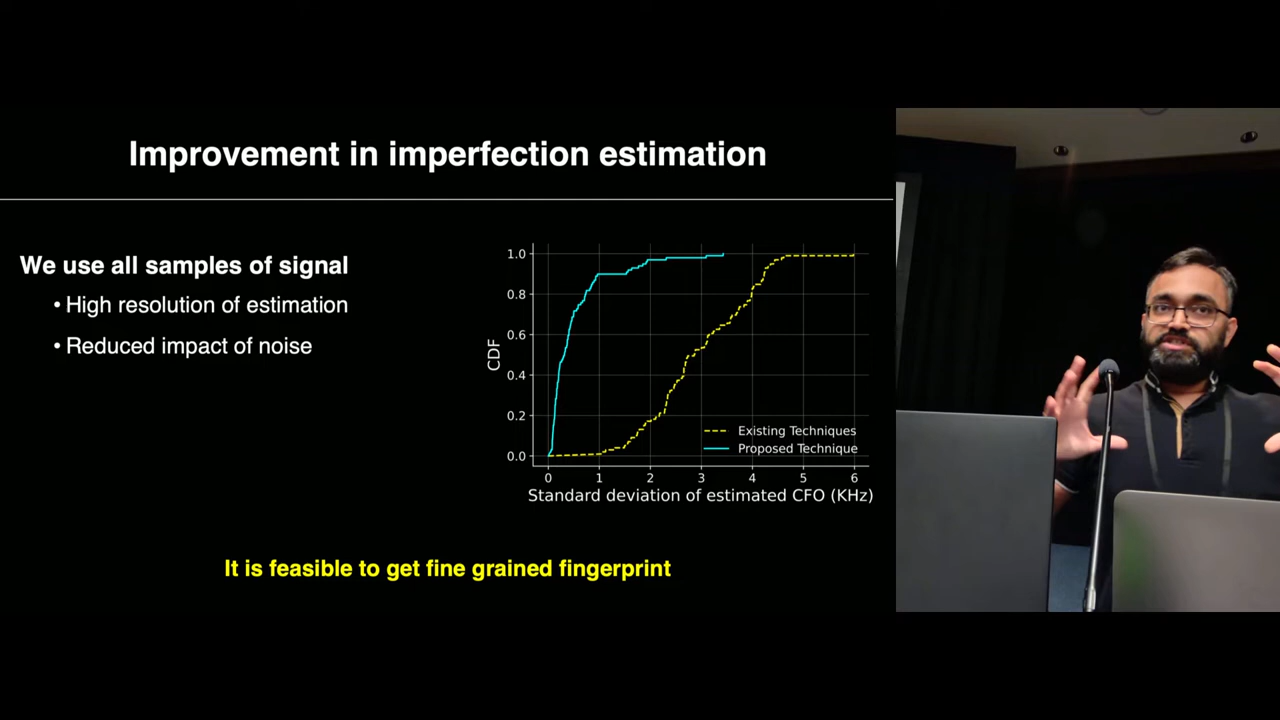 Improvement in imperfection estimation
We use all samples of signal
• High resolution of estimation
• Reduced impact of noise
CDF
1.0
0.8
0.6
0.4
0.2
0.0
Existing Techniques
Proposed Technique
0 1 2 3 4 5 6
Standard deviation of estimated CFO (KHz)
It is feasible to get fine grained fingerprint